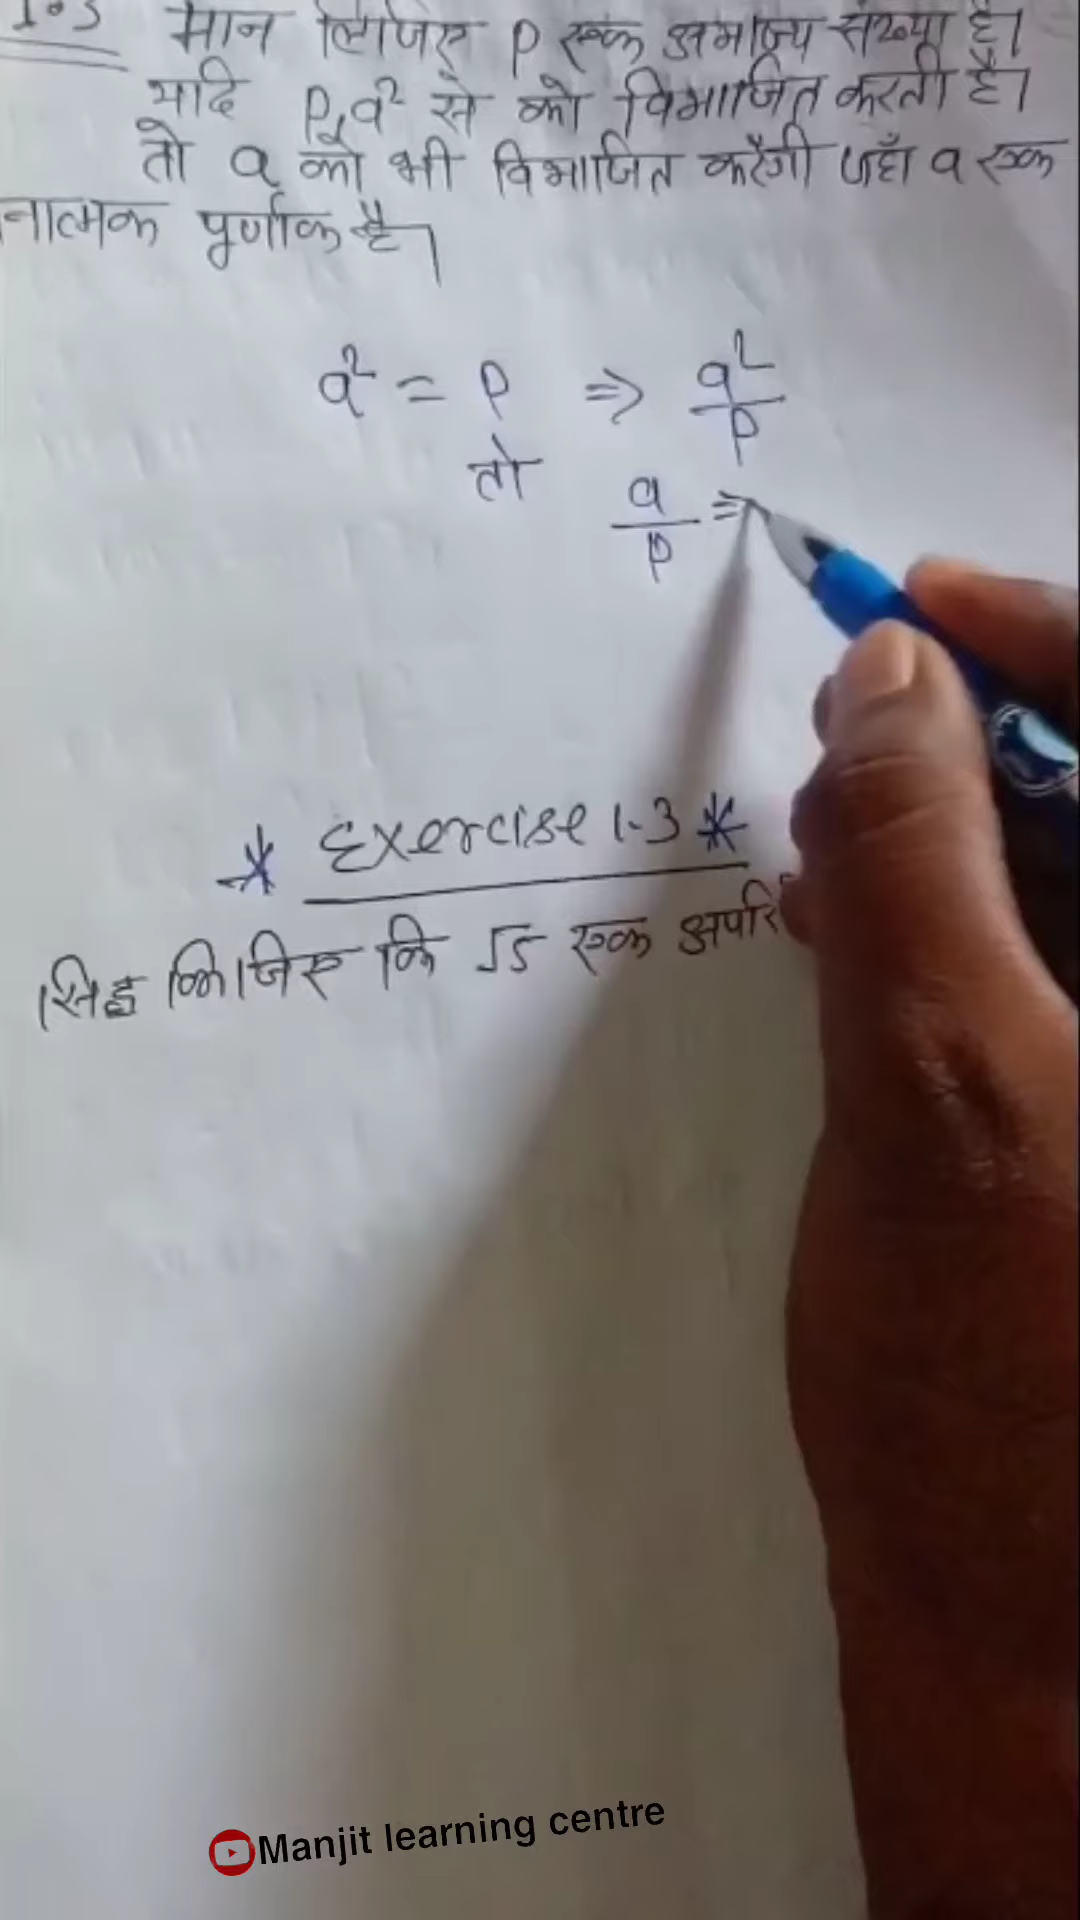 1.3 मान लिजिए P एक अभाज्य संख्या है।
यदि P, a² से को विभाजित करती है।
तो a को भी विभाजित करेगी जहाँ a एक
नात्मक पूर्णांक है।
a² = P ⇒ a²/P
तो a/P =
* Exercise 1.3 *
सिद्ध किजिए कि √5 एक अपरि
Manjit learning centre